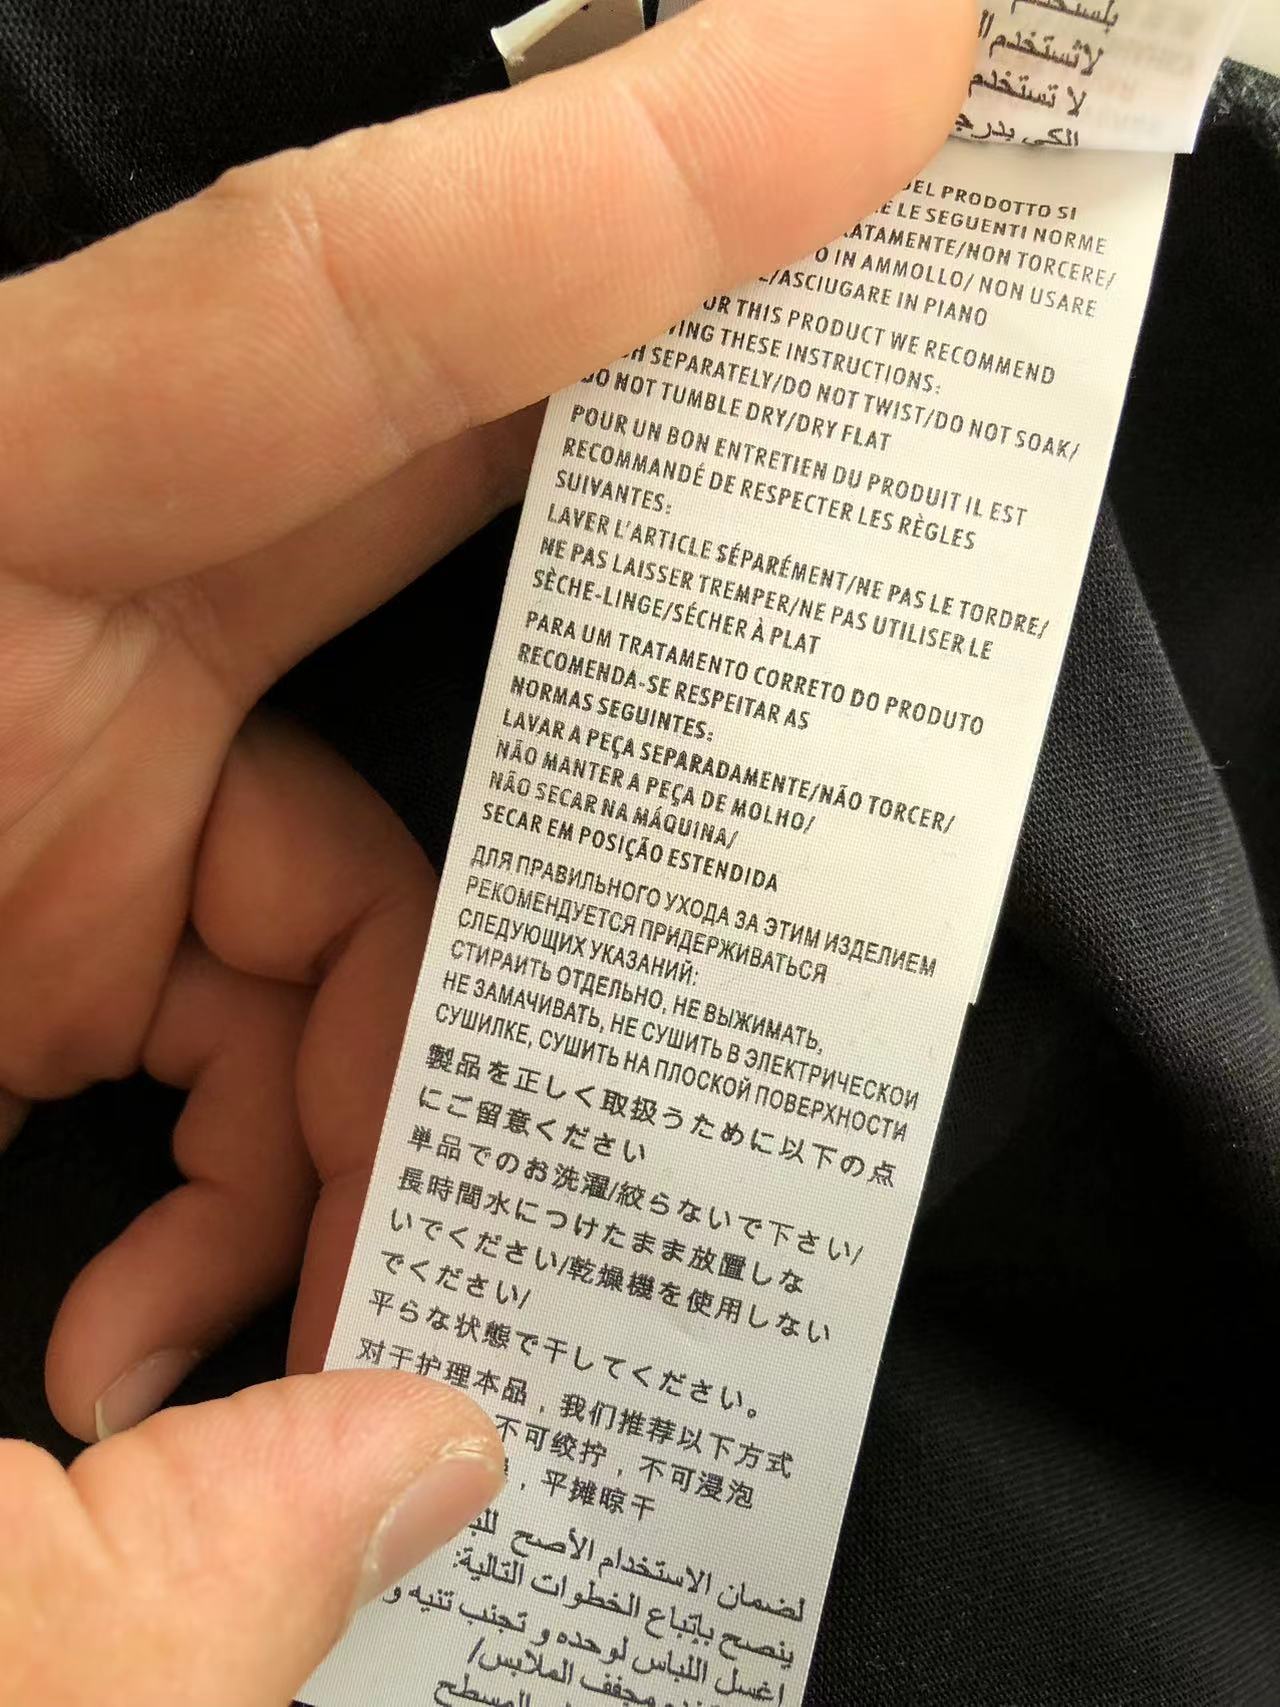 لاتستخدم
لا تستخدم
DEL PRODOTTO SI
LE SEGUENTI NORME
NON TORCERE/
IN AMMOLLO/ NON USARE
/ASCIUGARE IN PIANO
THIS PRODUCT WE RECOMMEND
THESE INSTRUCTIONS:
SEPARATELY/DO NOT TWIST/DO NOT SOAK/
DO NOT TUMBLE DRY/DRY FLAT
POUR UN BON ENTRETIEN DU PRODUIT IL EST
RECOMMANDÉ DE RESPECTER LES RÈGLES
SUIVANTES:
LAVER L'ARTICLE SÉPARÉMENT/NE PAS LE TORDRE/
NE PAS LAISSER TREMPER/NE PAS UTILISER LE
SÈCHE-LINGE/SÉCHER À PLAT
PARA UM TRATAMENTO CORRETO DO PRODUTO
RECOMENDA-SE RESPEITAR AS
NORMAS SEGUINTES:
LAVAR A PEÇA SEPARADAMENTE/NÃO TORCER/
NÃO MANTER A PEÇA DE MOLHO/
NÃO SECAR NA MÁQUINA/
SECAR EM POSIÇÃO ESTENDIDA
ДЛЯ ПРАВИЛЬНОГО УХОДА ЗА ЭТИМ ИЗДЕЛИЕМ
РЕКОМЕНДУЕТСЯ ПРИДЕРЖИВАТЬСЯ
СЛЕДУЮЩИХ УКАЗАНИЙ:
СТИРАИТЬ ОТДЕЛЬНО, НЕ ВЫЖИМАТЬ,
НЕ ЗАМАЧИВАТЬ, НЕ СУШИТЬ В ЭЛЕКТРИЧЕСКОИ
СУШИЛКЕ, СУШИТЬ НА ПЛОСКОЙ ПОВЕРХНОСТИ
製品を正しく取扱うために以下の点
にご留意ください
単品でのお洗濯/絞らないで下さい/
長時間水につけたまま放置しな
いでください/乾燥機を使用しない
でください/
平らな状態で干してください。
对于护理本品，我们推荐以下方式
不可绞拧，不可浸泡
，平摊晾干
لضمان الاستخدام الأصح
ينصح بإتباع الخطوات التالية:
اغسل اللباس لوحده و تجنب تنيه و
مجفف الملابس/
المسطح